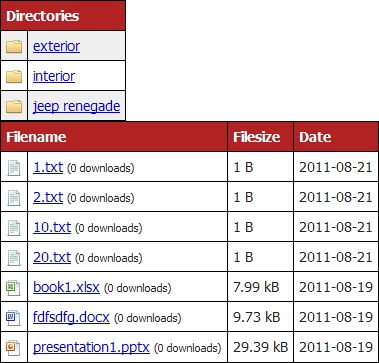 Directories
exterior
interior
jeep renegade
Filename Filesize Date
1.txt (0 downloads) 1 B 2011-08-21
2.txt (0 downloads) 1 B 2011-08-21
10.txt (0 downloads) 1 B 2011-08-21
20.txt (0 downloads) 1 B 2011-08-21
book1.xlsx (0 downloads) 7.99 kB 2011-08-19
fdfsdfg.docx (0 downloads) 9.73 kB 2011-08-19
presentation1.pptx (0 downloads) 29.39 kB 2011-08-19